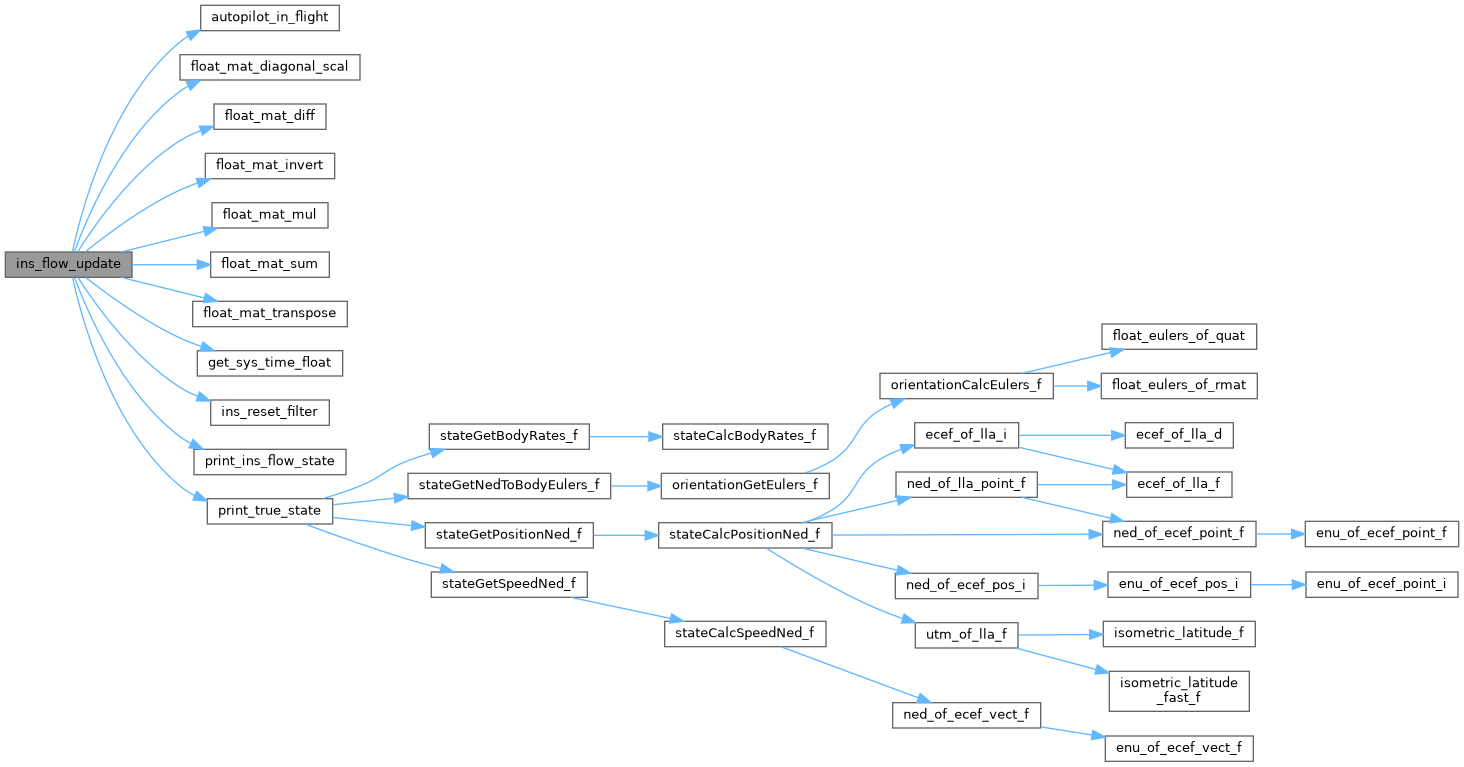 autopilot_in_flight
float_mat_diagonal_scal
float_mat_diff
float_mat_invert
float_mat_mul
ins_flow_update
float_mat_sum
float_mat_transpose
get_sys_time_float
ins_reset_filter
print_ins_flow_state
print_true_state
stateGetBodyRates_f
stateCalcBodyRates_f
stateGetNedToBodyEulers_f
orientationGetEulers_f
orientationCalcEulers_f
float_eulers_of_quat
float_eulers_of_rmat
stateGetPositionNed_f
stateCalcPositionNed_f
ecef_of_lla_i
ecef_of_lla_d
ecef_of_lla_f
ned_of_lla_point_f
ned_of_ecef_point_f
enu_of_ecef_point_f
ned_of_ecef_pos_i
enu_of_ecef_pos_i
enu_of_ecef_point_i
utm_of_lla_f
isometric_latitude_f
isometric_latitude
_fast_f
stateGetSpeedNed_f
stateCalcSpeedNed_f
ned_of_ecef_vect_f
enu_of_ecef_vect_f